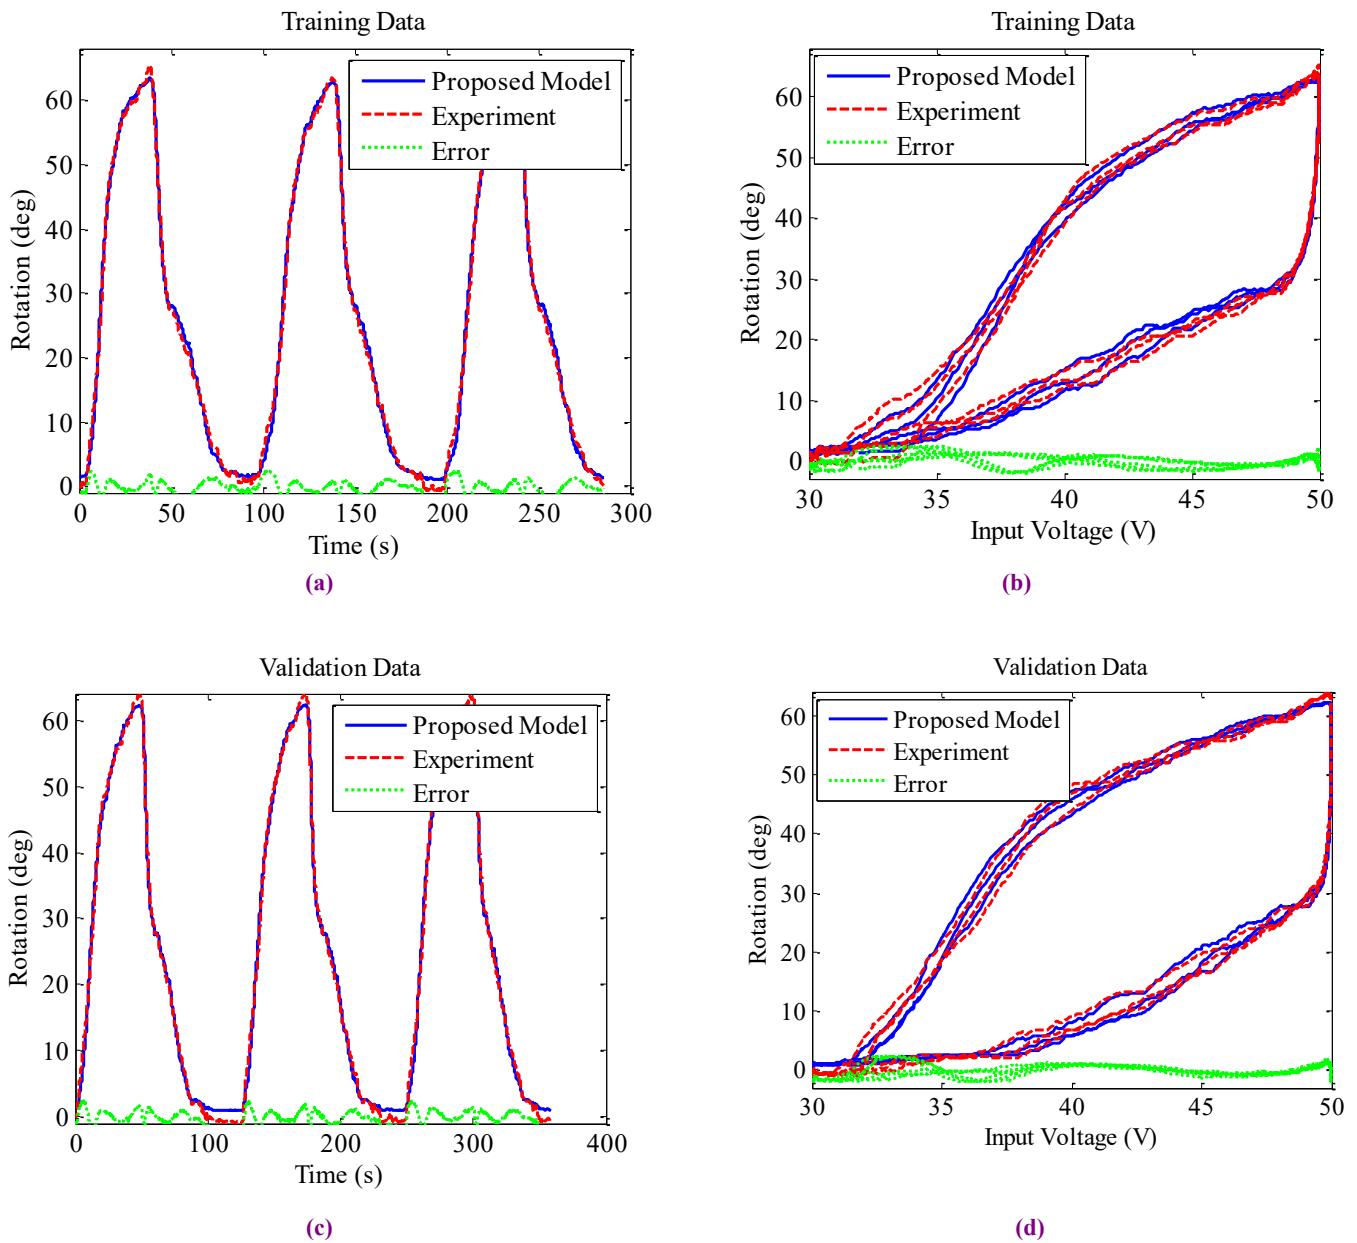 Training Data
Rotation (deg)
60
50
40
30
20
10
0
Proposed Model
Experiment
Error
0 50 100 150 200 250 300
Time (s)
(a)
Training Data
Rotation (deg)
60
50
40
30
20
10
0
Proposed Model
Experiment
Error
30 35 40 45 50
Input Voltage (V)
(b)
Validation Data
Rotation (deg)
60
50
40
30
20
10
0
Proposed Model
Experiment
Error
0 100 200 300 400
Time (s)
(c)
Validation Data
Rotation (deg)
60
50
40
30
20
10
0
Proposed Model
Experiment
Error
30 35 40 45 50
Input Voltage (V)
(d)